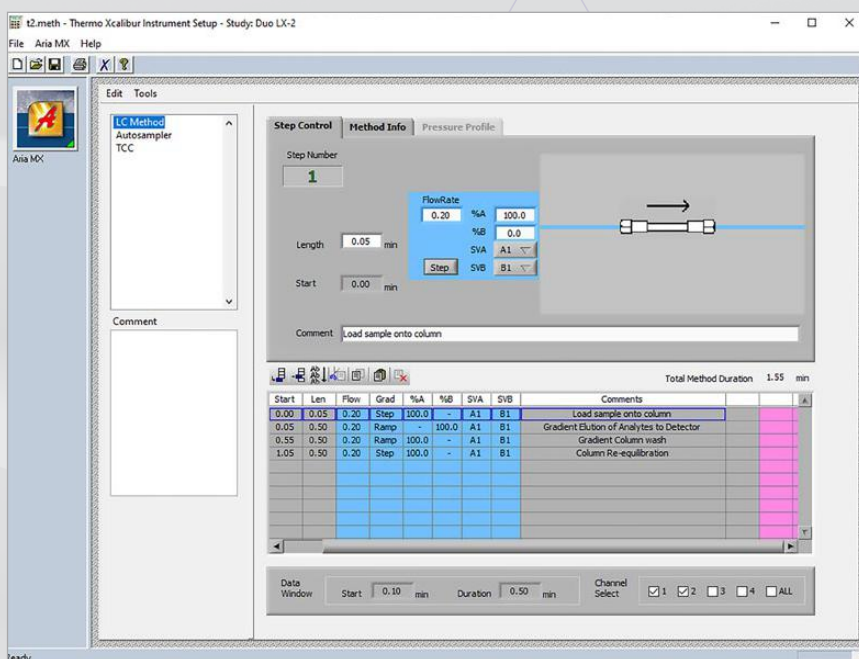 t2.meth - Thermo Xcalibur Instrument Setup - Study: Duo LX-2
File Aria MX Help
Aria MX
Edit Tools
LC Method
Autosampler
TCC
Comment
Step Control Method Info Pressure Profile
Step Number
1
FlowRate
0.20 %A 100.0
%B 0.0
Length 0.05 min
SVA A1
Step SVB B1
Start 0.00 min
Comment Load sample onto column
Total Method Duration 1.55 min
Start Len Flow Grad %A %B SVA SVB Comments
0.00 0.05 0.20 Step 100.0 - A1 B1 Load sample onto column
0.05 0.50 0.20 Ramp - 100.0 A1 B1 Gradient Elution of Analytes to Detector
0.55 0.50 0.20 Ramp 100.0 - A1 B1 Gradient Column wash
1.05 0.50 0.20 Step 100.0 - A1 B1 Column Re-equilibration
Data Window Start 0.10 min Duration 0.50 min Channel Select 1 2 3 4 ALL
Ready